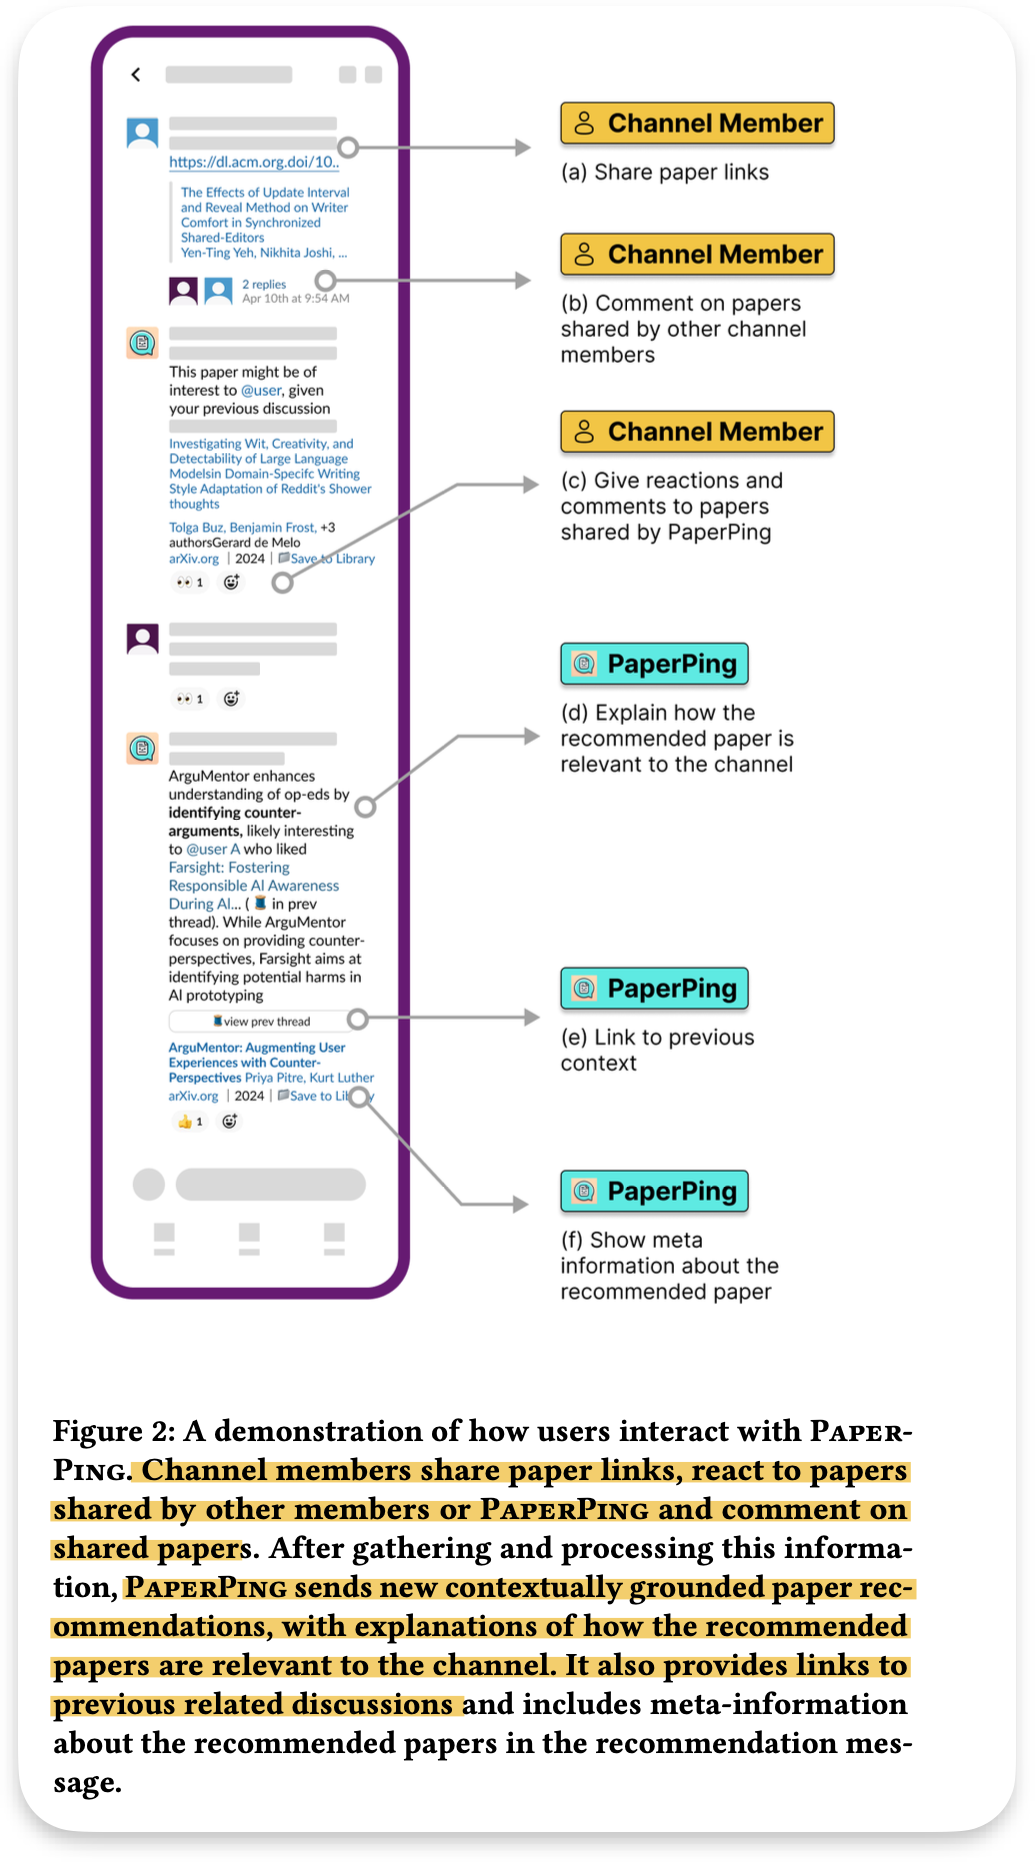 https://dl.acm.org.doi/10..
The Effects of Update Interval
and Reveal Method on Writer
Comfort in Synchronized
Shared-Editors
Yen-Ting Yeh, Nikhita Joshi, ...
2 replies
Apr 10th at 9:54 AM
This paper might be of
interest to @user, given
your previous discussion
Investigating Wit, Creativity, and
Detectability of Large Language
Modelsin Domain-Specifc Writing
Style Adaptation of Reddit's Shower
thoughts
Tolga Buz, Benjamin Frost, +3
authorsGerard de Melo
arXiv.org | 2024 | Save to Library
1
1
ArguMentor enhances
understanding of op-eds by
identifying counter-
arguments, likely interesting
to @user A who liked
Farsight: Fostering
Responsible AI Awareness
During AI... ( in prev
thread). While ArguMentor
focuses on providing counter-
perspectives, Farsight aims at
identifying potential harms in
AI prototyping
view prev thread
ArguMentor: Augmenting User
Experiences with Counter-
Perspectives Priya Pitre, Kurt Luther
arXiv.org | 2024 | Save to Library
1
Channel Member
(a) Share paper links
Channel Member
(b) Comment on papers
shared by other channel
members
Channel Member
(c) Give reactions and
comments to papers
shared by PaperPing
PaperPing
(d) Explain how the
recommended paper is
relevant to the channel
PaperPing
(e) Link to previous
context
PaperPing
(f) Show meta
information about the
recommended paper
Figure 2: A demonstration of how users interact with PAPER-
PING. Channel members share paper links, react to papers
shared by other members or PAPERPING and comment on
shared papers. After gathering and processing this informa-
tion, PAPERPING sends new contextually grounded paper rec-
ommendations, with explanations of how the recommended
papers are relevant to the channel. It also provides links to
previous related discussions and includes meta-information
about the recommended papers in the recommendation mes-
sage.